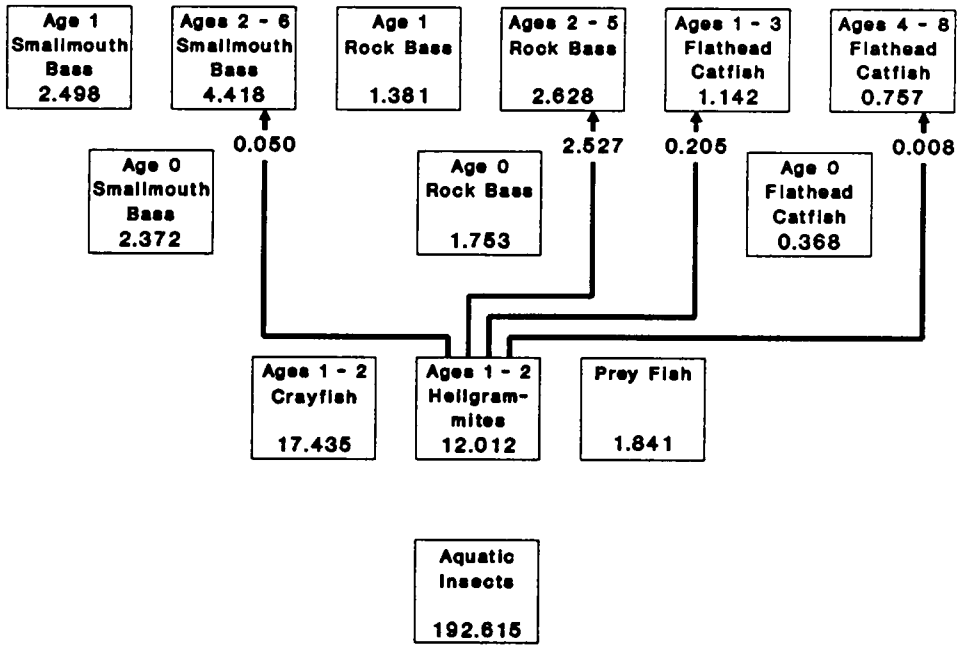 Age 1
Smallmouth
Bass
2.498
Ages 2 - 6
Smallmouth
Bass
4.418
Age 1
Rock Bass
1.381
Ages 2 - 5
Rock Bass
2.628
Ages 1 - 3
Flathead
Catfish
1.142
Ages 4 - 8
Flathead
Catfish
0.757
0.050
2.527
0.205
0.008
Age 0
Smallmouth
Bass
2.372
Age 0
Rock Bass
1.753
Age 0
Flathead
Catfish
0.368
Ages 1 - 2
Crayfish
17.435
Ages 1 - 2
Hellgram-
mites
12.012
Prey Fish
1.841
Aquatic
Insects
192.615